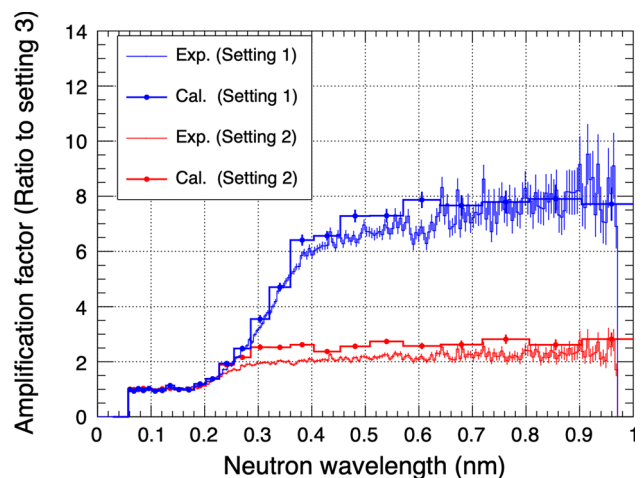 Amplification factor (Ratio to setting 3)
14
12
10
8
6
4
2
0
Exp. (Setting 1)
Cal. (Setting 1)
Exp. (Setting 2)
Cal. (Setting 2)
0 0.1 0.2 0.3 0.4 0.5 0.6 0.7 0.8 0.9 1
Neutron wavelength (nm)